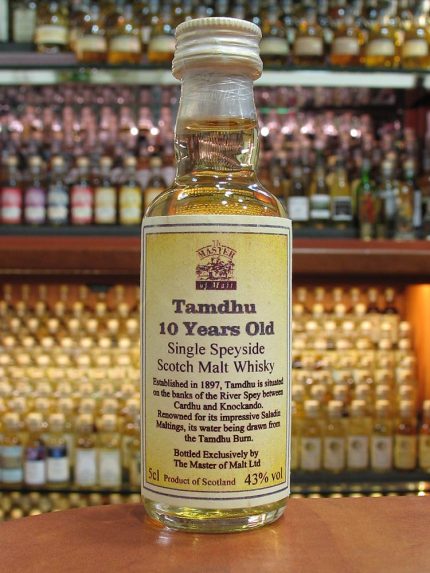 The
MASTER
of Malt
Tamdhu
10 Years Old
Single Speyside
Scotch Malt Whisky
Established in 1897, Tamdhu is situated
on the banks of the River Spey between
Cardhu and Knockando.
Renowned for its impressive Saladin
Maltings, its water being drawn from
the Tamdhu Burn.
Bottled Exclusively by
The Master of Malt Ltd
5cl Product of Scotland 43% vol